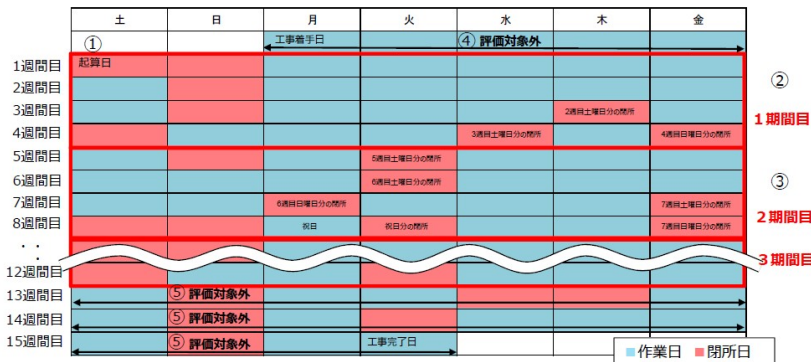 土 日 月 火 水 木 金
① 工事着手日 ④ 評価対象外
1週間目 起算日
2週間目 ②
3週間目 2週目土曜日分の閉所 1期間目
4週間目 3週目土曜日分の閉所 4週目日曜日分の閉所
5週間目 5週目土曜日分の閉所
6週間目 6週目土曜日分の閉所 ③
7週間目 6週目日曜日分の閉所 7週目土曜日分の閉所
8週間目 祝日 祝日分の閉所 7週目日曜日分の閉所 2期間目
・
・ 3期間目
12週間目
13週間目 ⑤ 評価対象外
14週間目 ⑤ 評価対象外
15週間目 ⑤ 評価対象外 工事完了日
作業日 閉所日